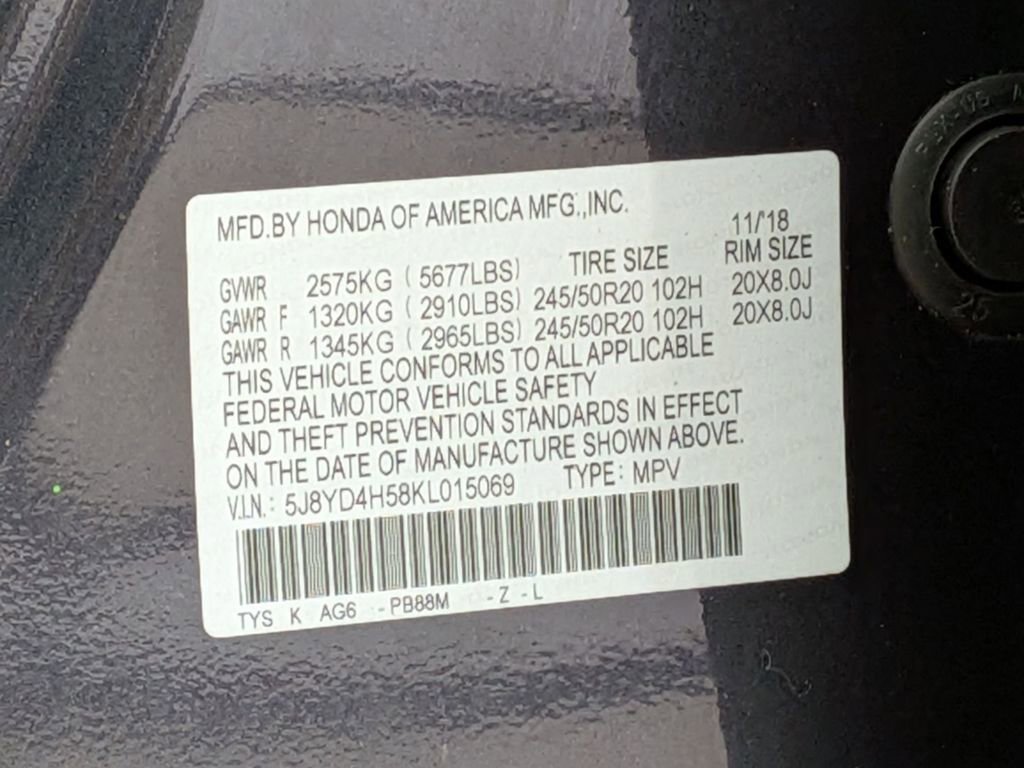 MFD.BY HONDA OF AMERICA MFG.,INC.
11/'18
TIRE SIZE RIM SIZE
GVWR 2575KG ( 5677LBS)
GAWR F 1320KG ( 2910LBS) 245/50R20 102H 20X8.0J
GAWR R 1345KG ( 2965LBS) 245/50R20 102H 20X8.0J
THIS VEHICLE CONFORMS TO ALL APPLICABLE
FEDERAL MOTOR VEHICLE SAFETY
AND THEFT PREVENTION STANDARDS IN EFFECT
ON THE DATE OF MANUFACTURE SHOWN ABOVE.
V.I.N.: 5J8YD4H58KL015069 TYPE: MPV
TYS K AG6 -PB88M -Z -L